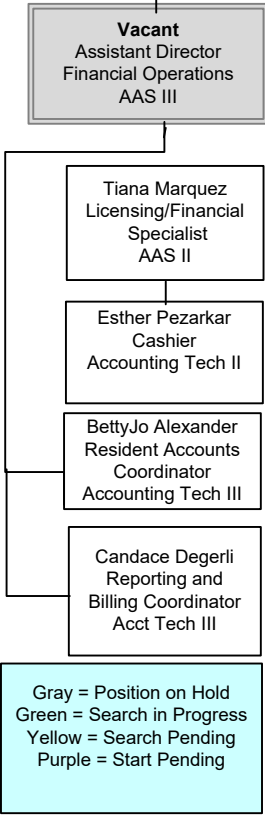 Vacant
Assistant Director
Financial Operations
AAS III
Tiana Marquez
Licensing/Financial
Specialist
AAS II
Esther Pezarkar
Cashier
Accounting Tech II
BettyJo Alexander
Resident Accounts
Coordinator
Accounting Tech III
Candace Degerli
Reporting and
Billing Coordinator
Acct Tech III
Gray = Position on Hold
Green = Search in Progress
Yellow = Search Pending
Purple = Start Pending